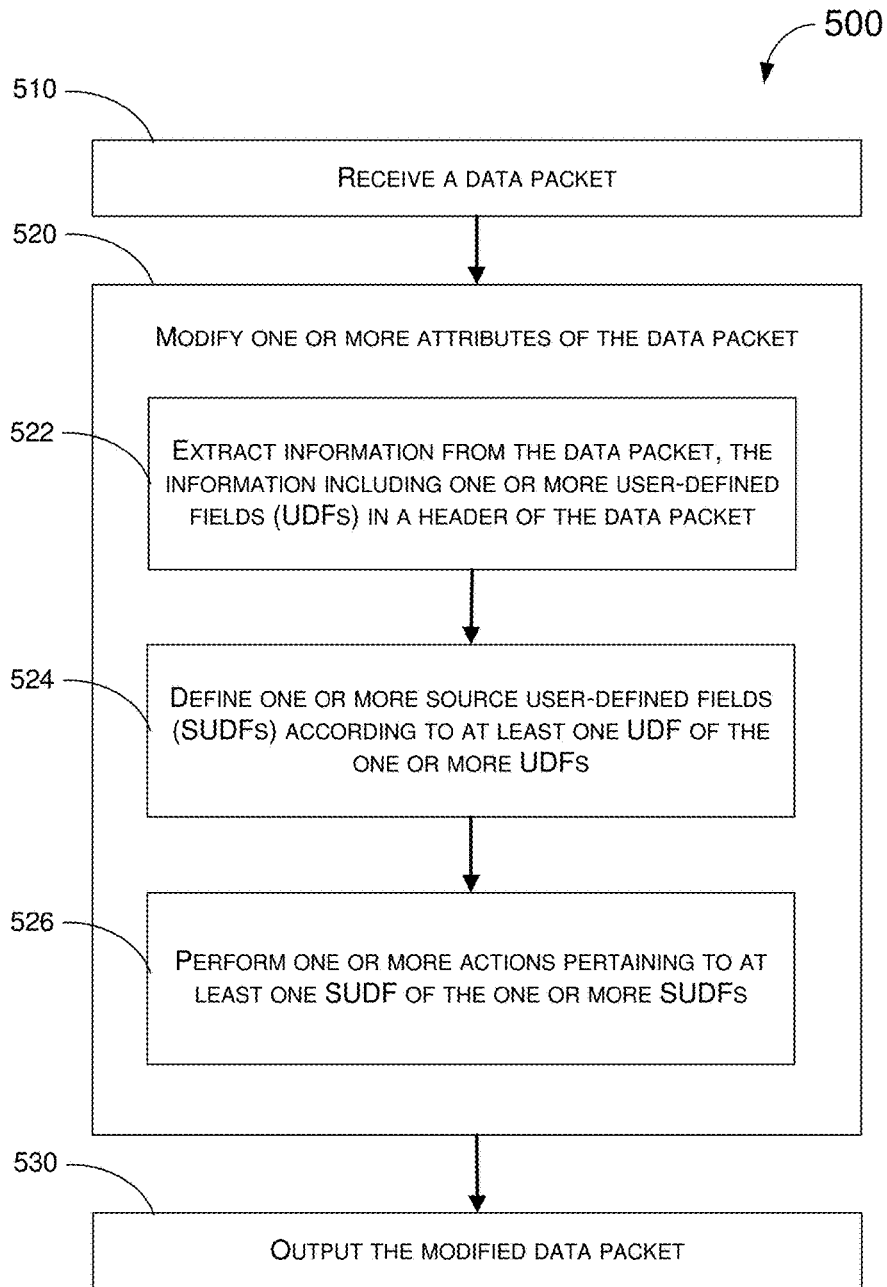 500
510
RECEIVE A DATA PACKET
520
MODIFY ONE OR MORE ATTRIBUTES OF THE DATA PACKET
522
EXTRACT INFORMATION FROM THE DATA PACKET, THE
INFORMATION INCLUDING ONE OR MORE USER-DEFINED
FIELDS (UDFS) IN A HEADER OF THE DATA PACKET
524
DEFINE ONE OR MORE SOURCE USER-DEFINED FIELDS
(SUDFS) ACCORDING TO AT LEAST ONE UDF OF THE
ONE OR MORE UDFS
526
PERFORM ONE OR MORE ACTIONS PERTAINING TO AT
LEAST ONE SUDF OF THE ONE OR MORE SUDFS
530
OUTPUT THE MODIFIED DATA PACKET